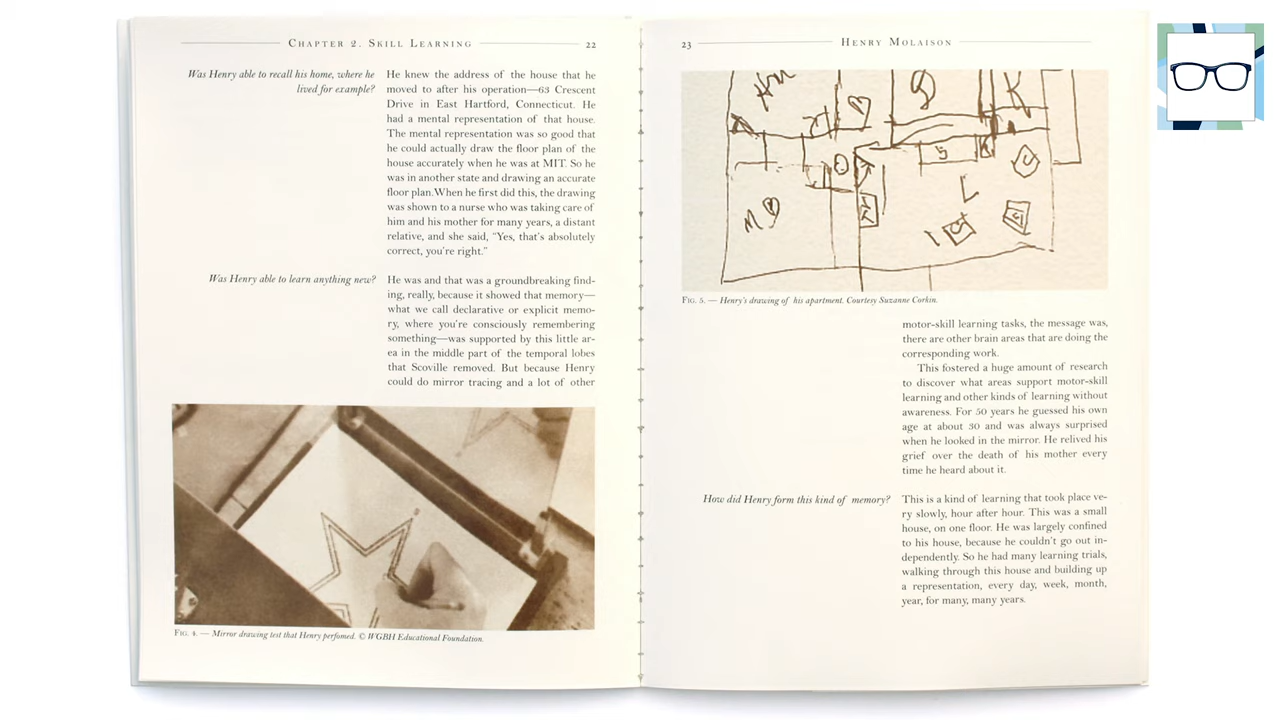 CHAPTER 2. SKILL LEARNING
22
Was Henry able to recall his home, where he
lived for example?
He knew the address of the house that he
moved to after his operation—63 Crescent
Drive in East Hartford, Connecticut. He
had a mental representation of that house.
The mental representation was so good that
he could actually draw the floor plan of the
house accurately when he was at MIT. So he
was in another state and drawing an accurate
floor plan.When he first did this, the drawing
was shown to a nurse who was taking care of
him and his mother for many years, a distant
relative, and she said, “Yes, that’s absolutely
correct, you’re right.”
Was Henry able to learn anything new?
He was and that was a groundbreaking find-
ing, really, because it showed that memory—
what we call declarative or explicit memo-
ry, where you’re consciously remembering
something—was supported by this little ar-
ea in the middle part of the temporal lobes
that Scoville removed. But because Henry
could do mirror tracing and a lot of other
FIG. 4. — Mirror drawing test that Henry perfomed. © WGBH Educational Foundation.
23
HENRY MOLAISON
D
K
S
L
M
FIG. 5. — Henry’s drawing of his apartment. Courtesy Suzanne Corkin.
motor-skill learning tasks, the message was,
there are other brain areas that are doing the
corresponding work.
This fostered a huge amount of research
to discover what areas support motor-skill
learning and other kinds of learning without
awareness. For 50 years he guessed his own
age at about 30 and was always surprised
when he looked in the mirror. He relived his
grief over the death of his mother every
time he heard about it.
How did Henry form this kind of memory?
This is a kind of learning that took place ve-
ry slowly, hour after hour. This was a small
house, on one floor. He was largely confined
to his house, because he couldn’t go out in-
dependently. So he had many learning trials,
walking through this house and building up
a representation, every day, week, month,
year, for many, many years.